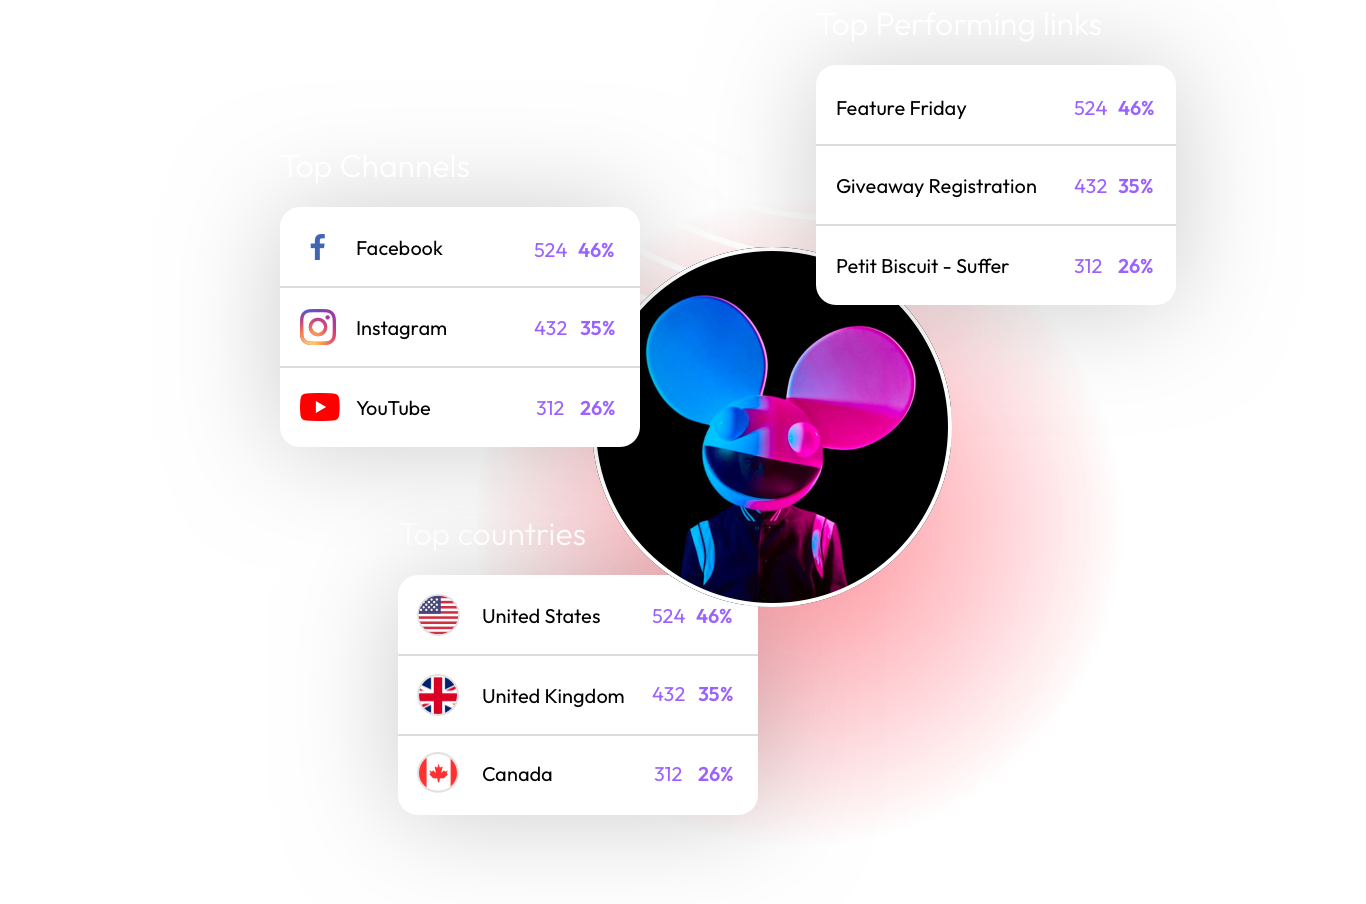 Top Performing links
Feature Friday 524 46%
Giveaway Registration 432 35%
Petit Biscuit - Suffer 312 26%
Top Channels
Facebook 524 46%
Instagram 432 35%
YouTube 312 26%
Top countries
United States 524 46%
United Kingdom 432 35%
Canada 312 26%